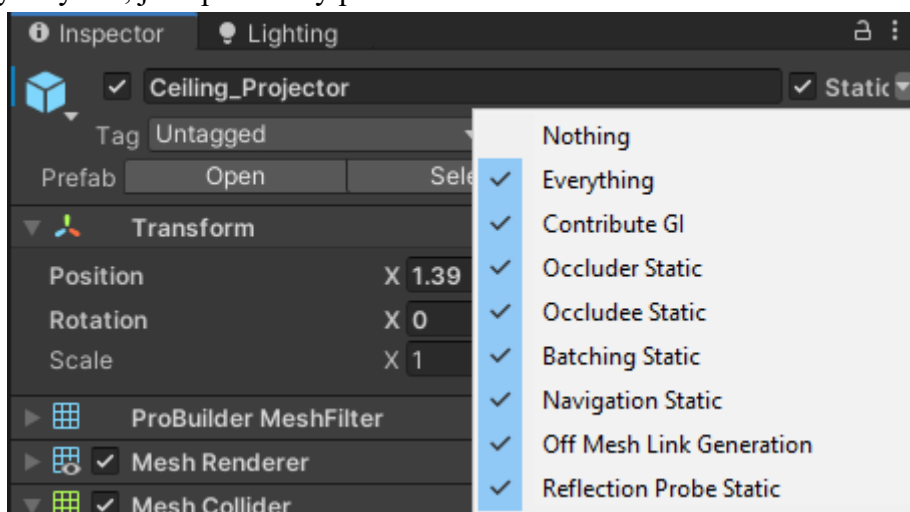 Inspector
Lighting
Ceiling_Projector
Static
Tag Untagged
Prefab Open
Transform
Position X 1.39
Rotation X 0
Scale X 1
ProBuilder MeshFilter
Mesh Renderer
Mesh Collider
Nothing
Everything
Contribute GI
Occluder Static
Occludee Static
Batching Static
Navigation Static
Off Mesh Link Generation
Reflection Probe Static